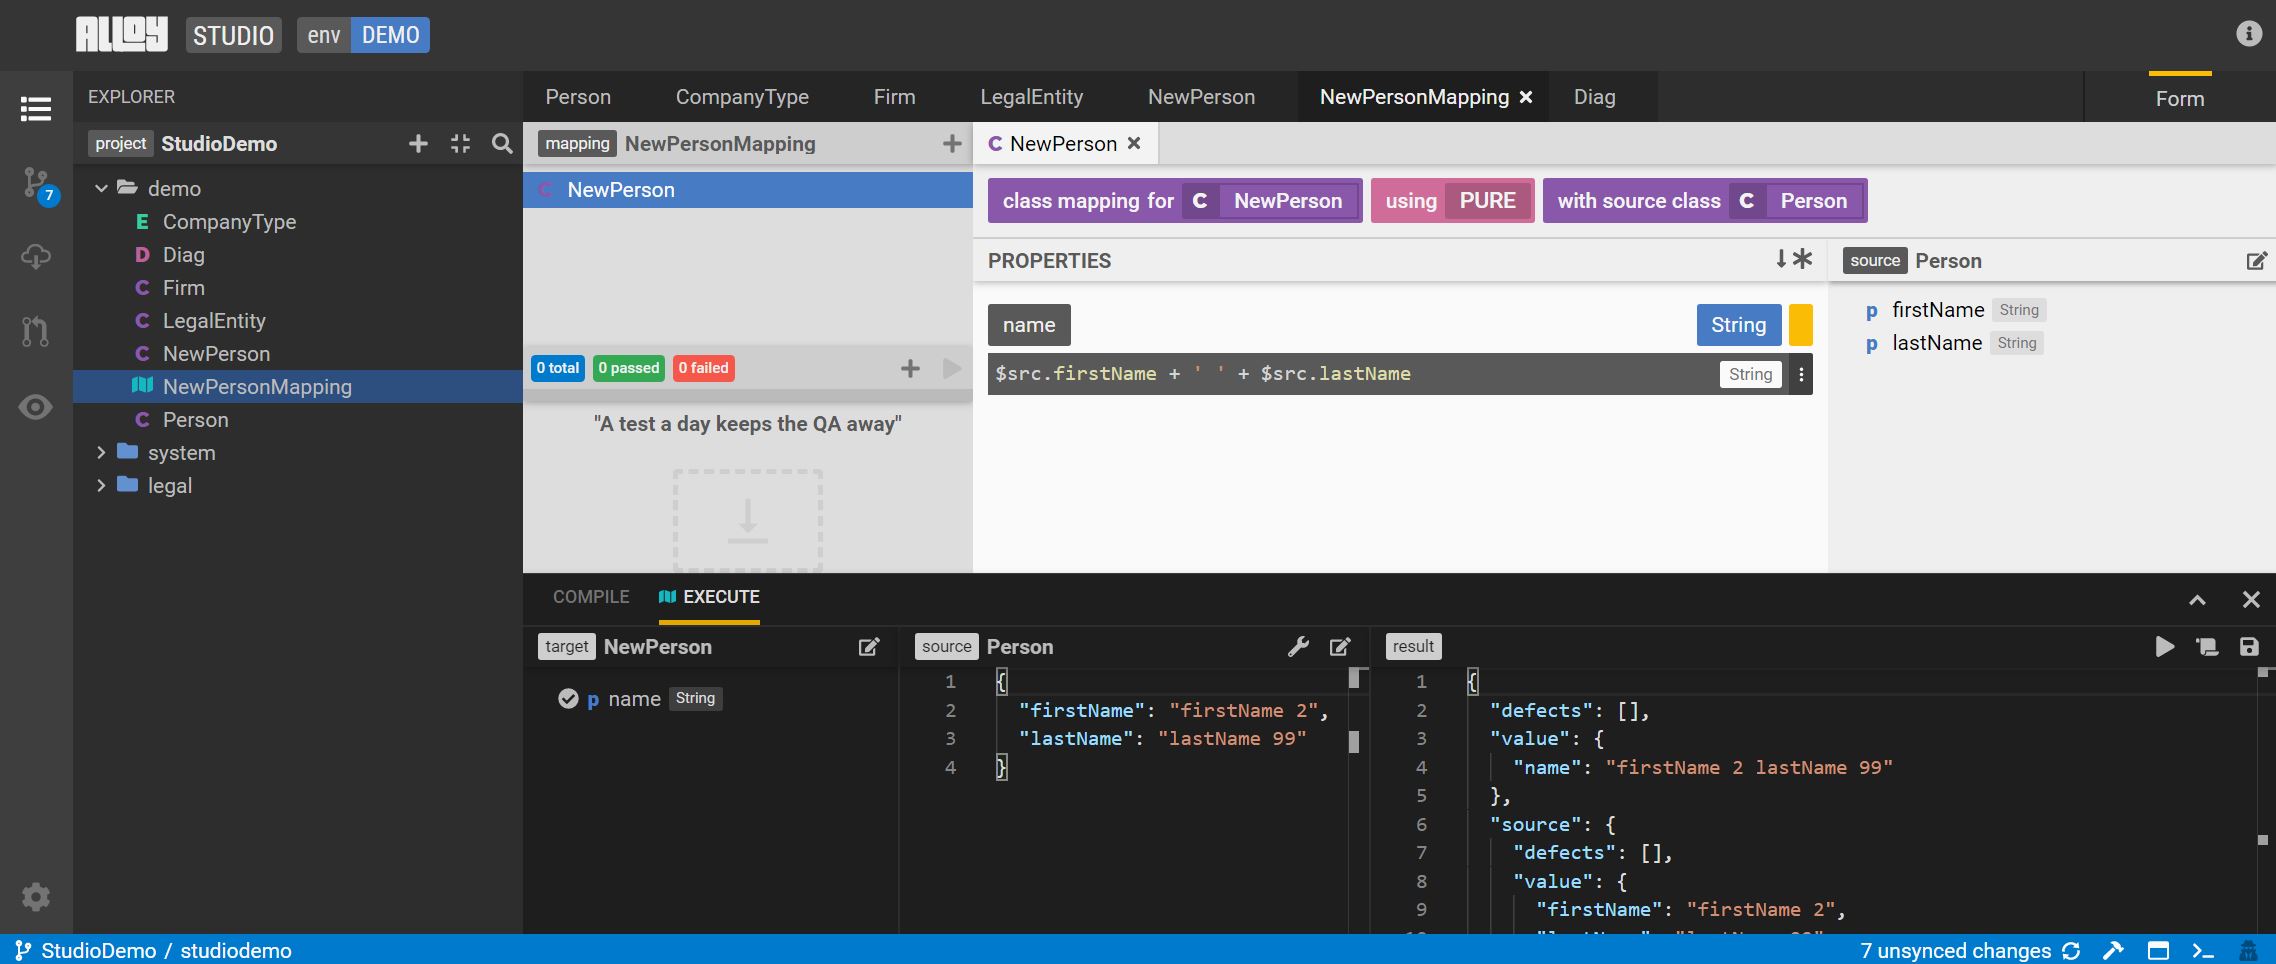 ALLOY STUDIO env DEMO
EXPLORER
project StudioDemo
demo
E CompanyType
D Diag
C Firm
C LegalEntity
C NewPerson
NewPersonMapping
C Person
system
legal
7
Person CompanyType Firm LegalEntity NewPerson NewPersonMapping Diag Form
mapping NewPersonMapping
C NewPerson
0 total 0 passed 0 failed
"A test a day keeps the QA away"
C NewPerson
class mapping for C NewPerson using PURE with source class C Person
PROPERTIES
name String
$src.firstName + ' ' + $src.lastName String
source Person
p firstName String
p lastName String
COMPILE EXECUTE
target NewPerson
p name String
source Person
1 {
2 "firstName": "firstName 2",
3 "lastName": "lastName 99"
4 }
result
1 {
2 "defects": [],
3 "value": {
4 "name": "firstName 2 lastName 99"
5 },
6 "source": {
7 "defects": [],
8 "value": {
9 "firstName": "firstName 2",
StudioDemo / studiodemo
7 unsynced changes